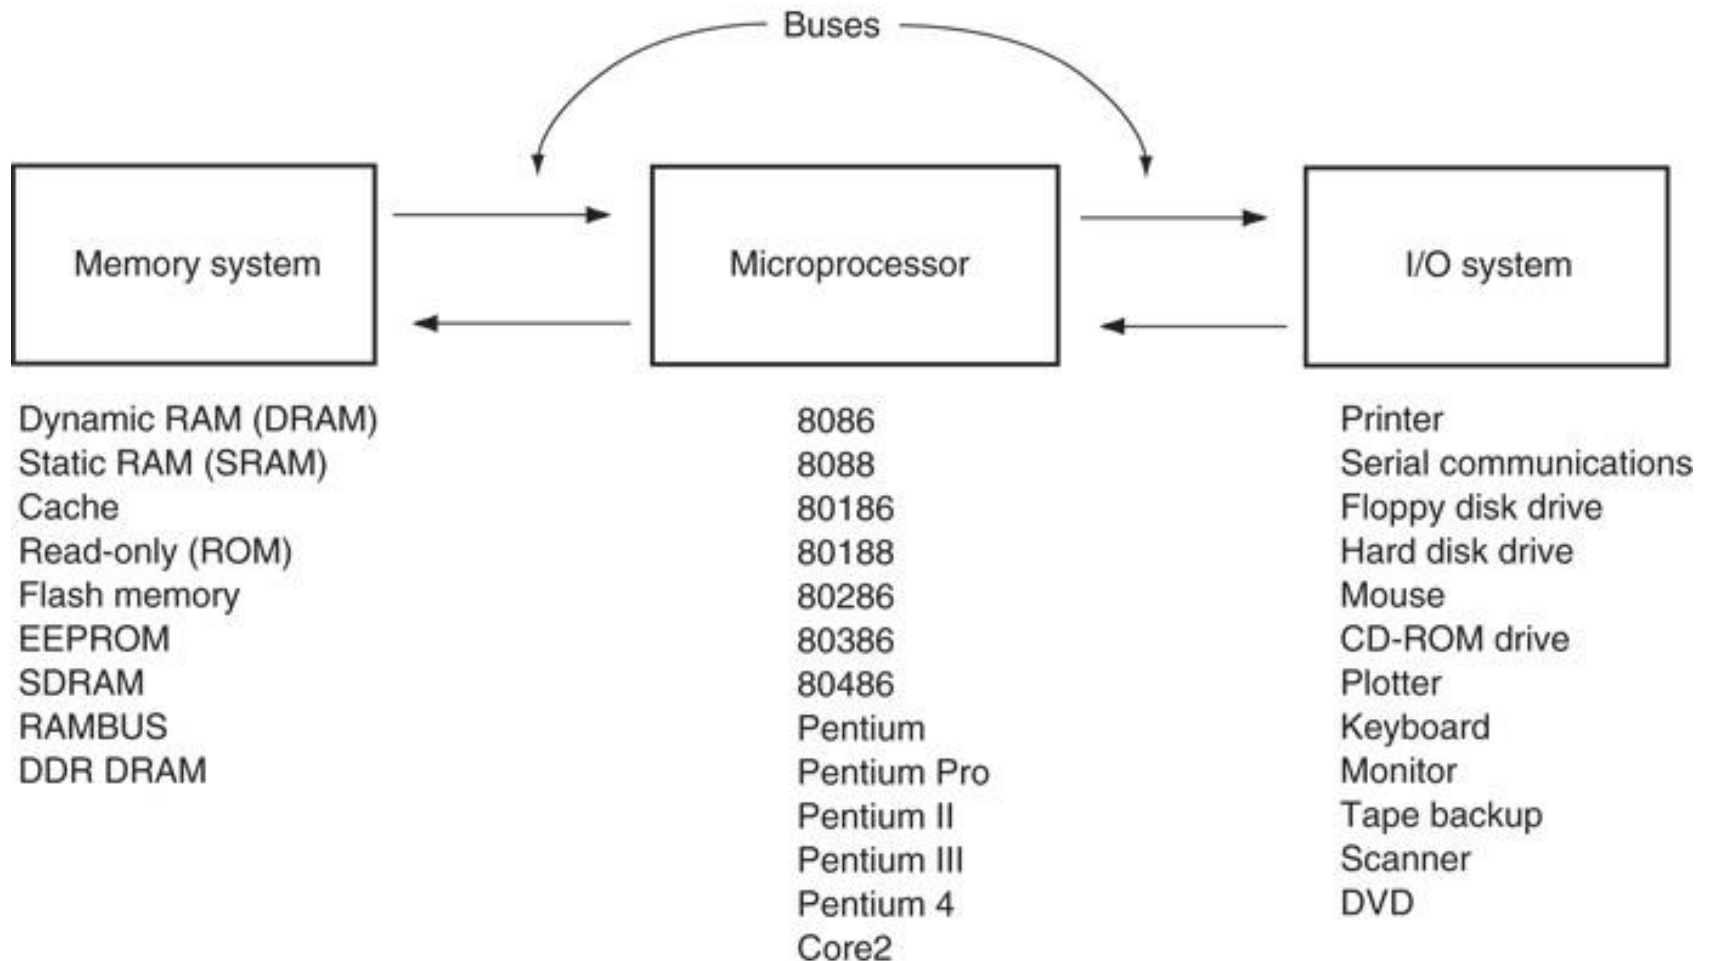 Buses
Memory system
Microprocessor
I/O system
Dynamic RAM (DRAM)
Static RAM (SRAM)
Cache
Read-only (ROM)
Flash memory
EEPROM
SDRAM
RAMBUS
DDR DRAM
8086
8088
80186
80188
80286
80386
80486
Pentium
Pentium Pro
Pentium II
Pentium III
Pentium 4
Core2
Printer
Serial communications
Floppy disk drive
Hard disk drive
Mouse
CD-ROM drive
Plotter
Keyboard
Monitor
Tape backup
Scanner
DVD